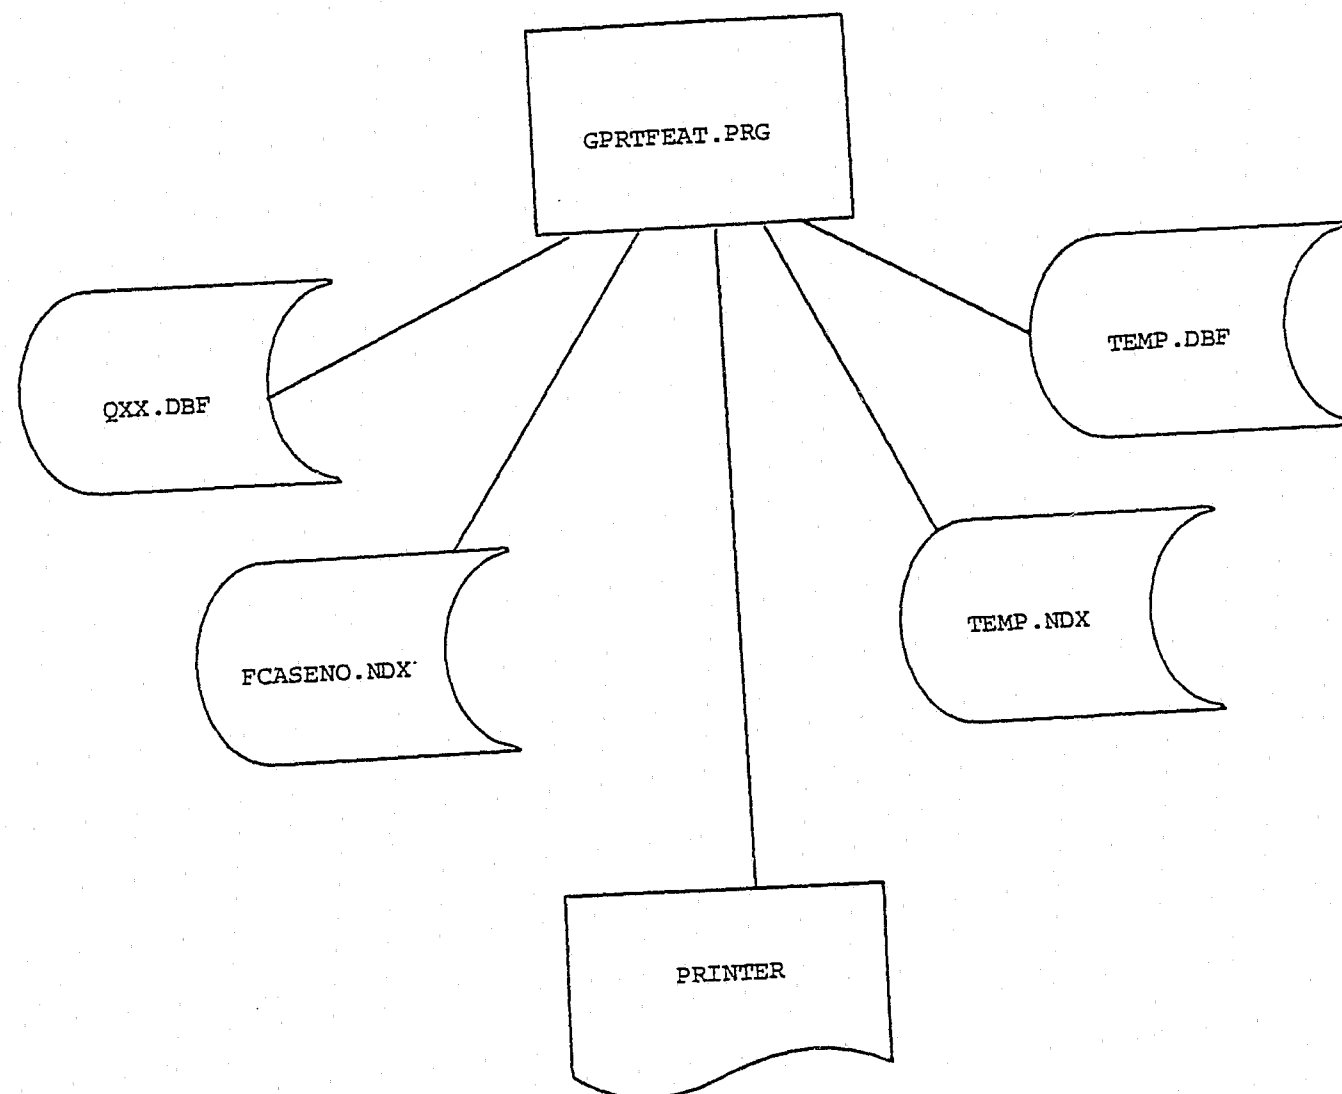 GPRTFEAT.PRG
TEMP.DBF
QXX.DBF
TEMP.NDX
FCASENO.NDX
PRINTER